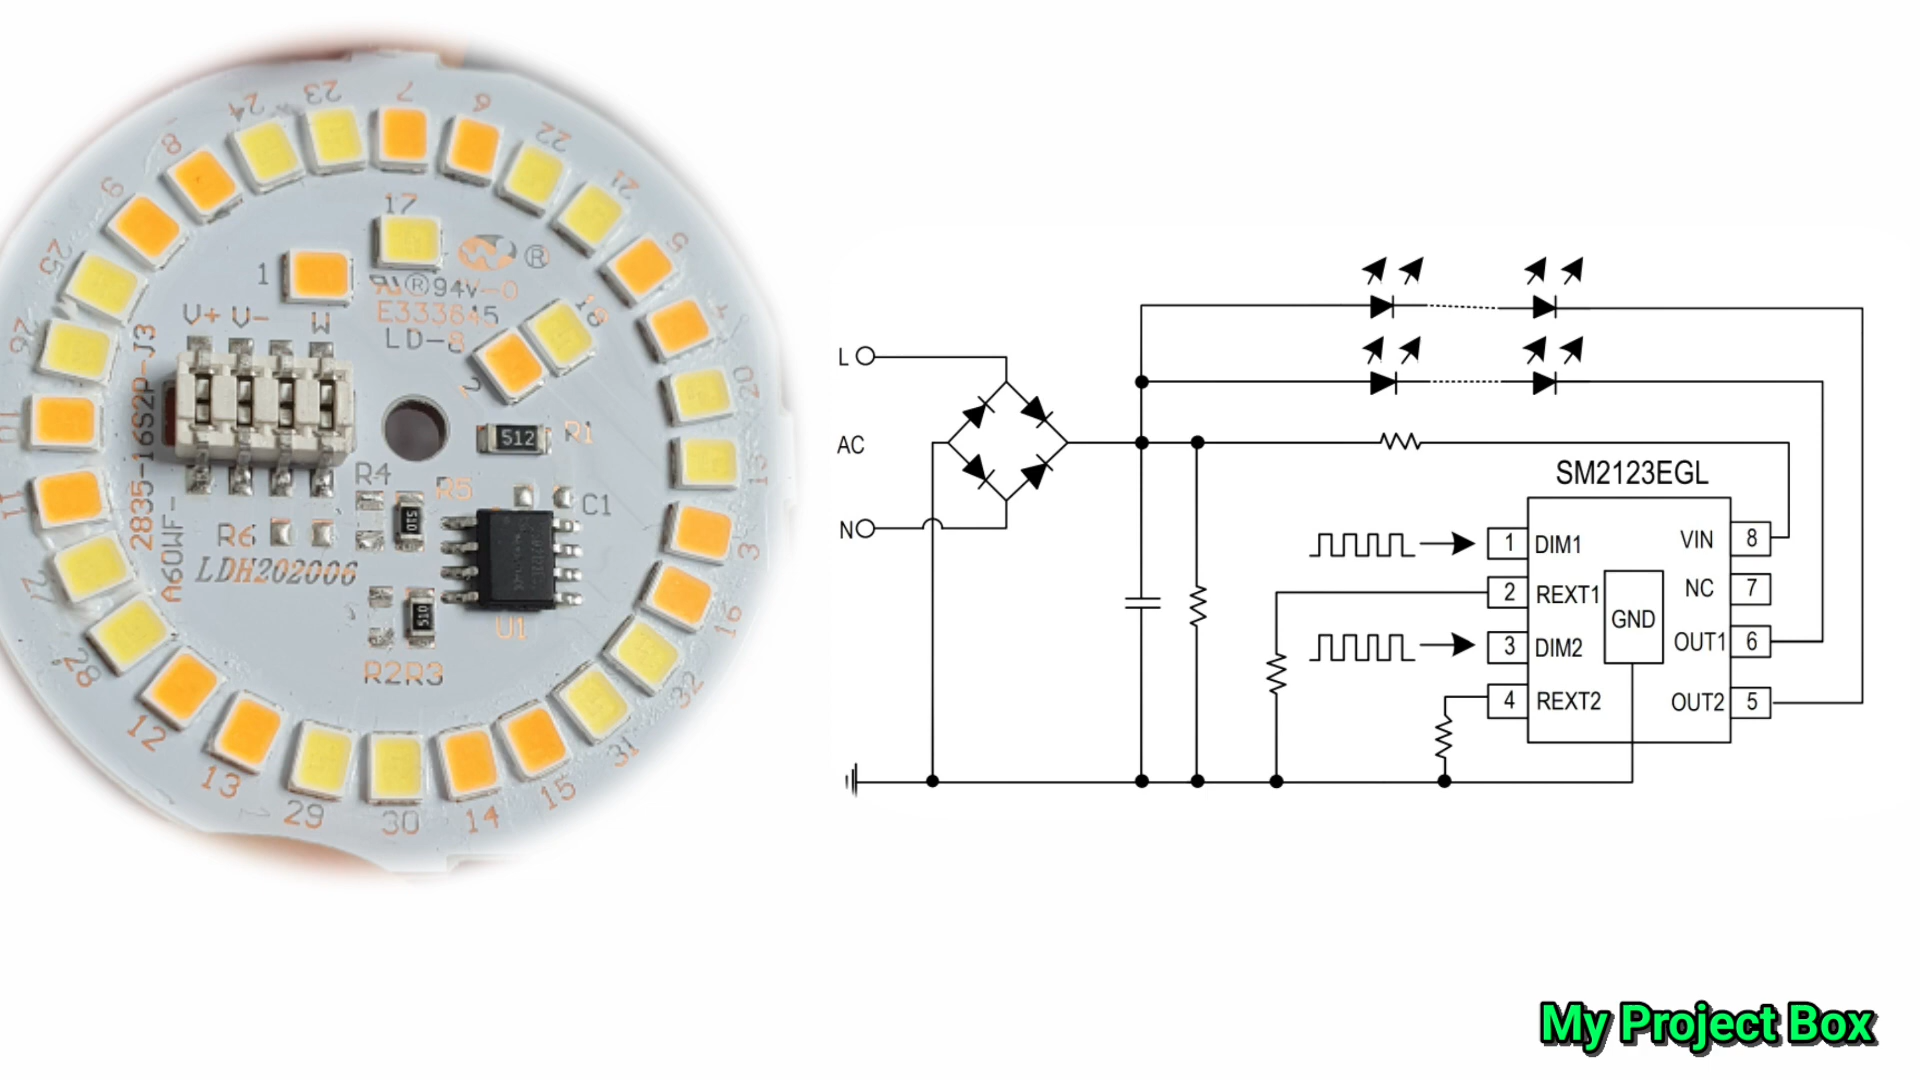 24
23
7
6
22
21
8
9
25
26
10
11
27
28
12
13
29
30
14
15
31
32
16
3
19
20
4
5
17
1
V+ V- W
®
®94V-0
E333645
LD-8
18
2
2835-16S2P-J3
A60WF-
512 R1
R4
R5
510
C1
R6
LDH202006
510
U1
R2R3
L
AC
N
SM2123EGL
1 DIM1
2 REXT1
3 DIM2
4 REXT2
GND
VIN 8
NC 7
OUT1 6
OUT2 5
My Project Box